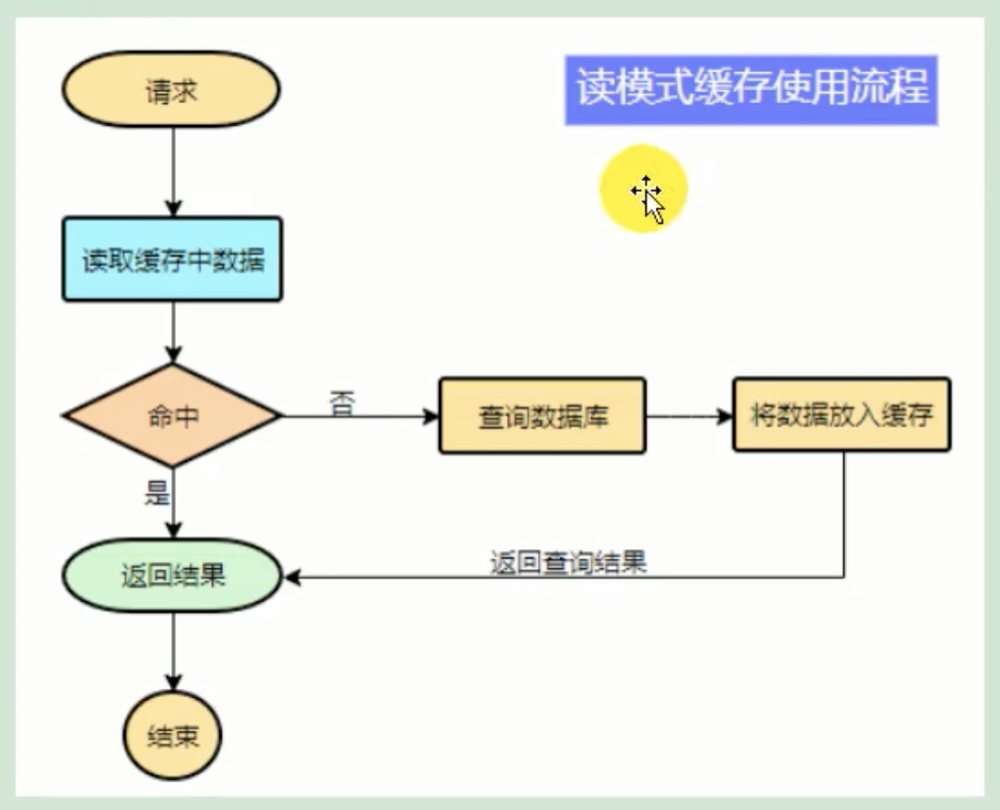 请求
读模式缓存使用流程
读取缓存中数据
命中
否
查询数据库
将数据放入缓存
是
返回查询结果
返回结果
结束